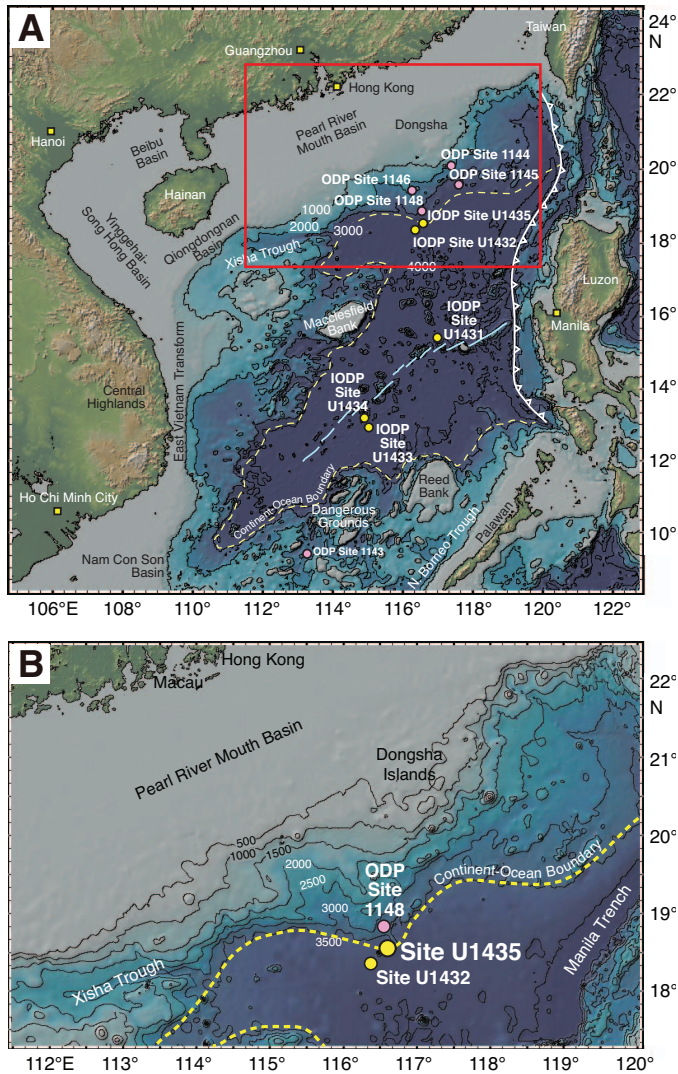 A
24°
N
Taiwan
Guangzhou
22°
Hong Kong
Pearl River
Mouth Basin
Dongsha
Hanoi
Beibu
Basin
ODP Site 1144
20°
ODP Site 1146
ODP Site 1145
Hainan
ODP Site 1148
1000
IODP Site U1435
2000
3000
Yinggehai-
Song Hong Basin
Qiongdongnan
Basin
IODP Site U1432
18°
Xisha Trough
4000
Luzon
Macclesfield
Bank
IODP
Site
U1431
16°
Manila
East Vietnam Transform
IODP
Site
U1434
Central
Highlands
14°
IODP
Site
U1433
12°
Continent-Ocean Boundary
Reed
Bank
Ho Chi Minh City
Dangerous
Grounds
Palawan
10°
N. Borneo Trough
ODP Site 1143
Nam Con Son
Basin
106°E
108°
110°
112°
114°
116°
118°
120°
122°
B
Hong Kong
Macau
22°
N
Pearl River Mouth Basin
Dongsha
Islands
21°
500
1000
1500
20°
2000
2500
ODP
Site
1148
Continent-Ocean Boundary
3000
19°
3500
Site U1435
Site U1432
Manila Trench
Xisha Trough
18°
112°E
113°
114°
115°
116°
117°
118°
119°
120°